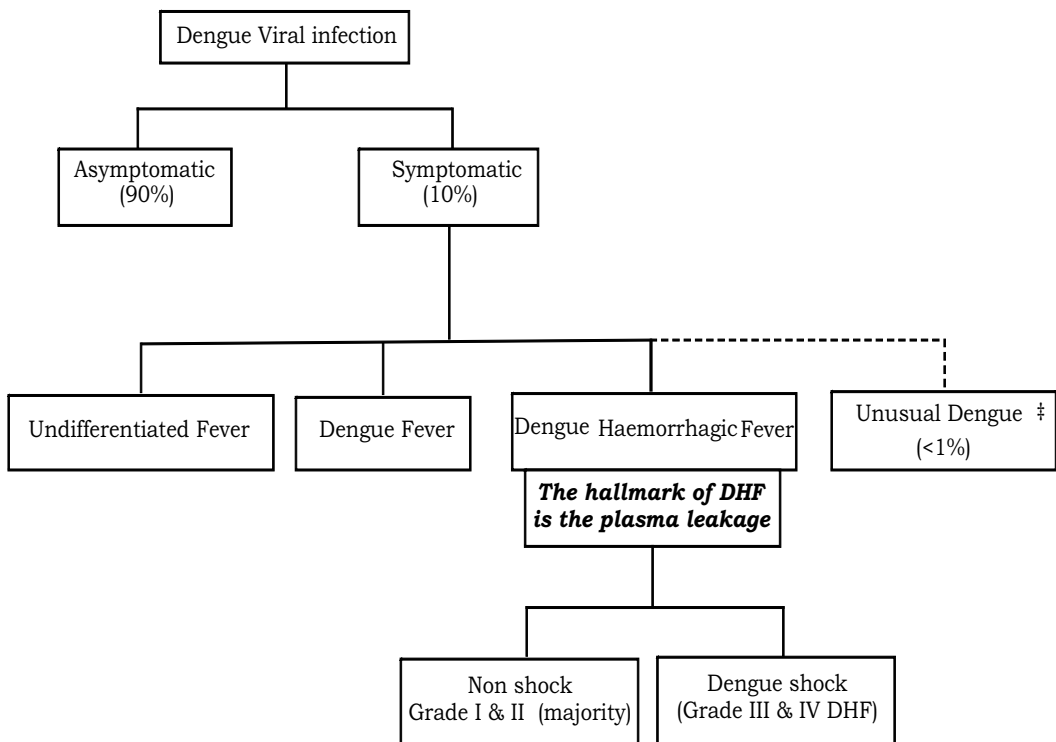 Dengue Viral infection
Asymptomatic
(90%)
Symptomatic
(10%)
Undifferentiated Fever
Dengue Fever
Dengue Haemorrhagic Fever
Unusual Dengue ‡
(<1%)
The hallmark of DHF
is the plasma leakage
Non shock
Grade I & II (majority)
Dengue shock
(Grade III & IV DHF)